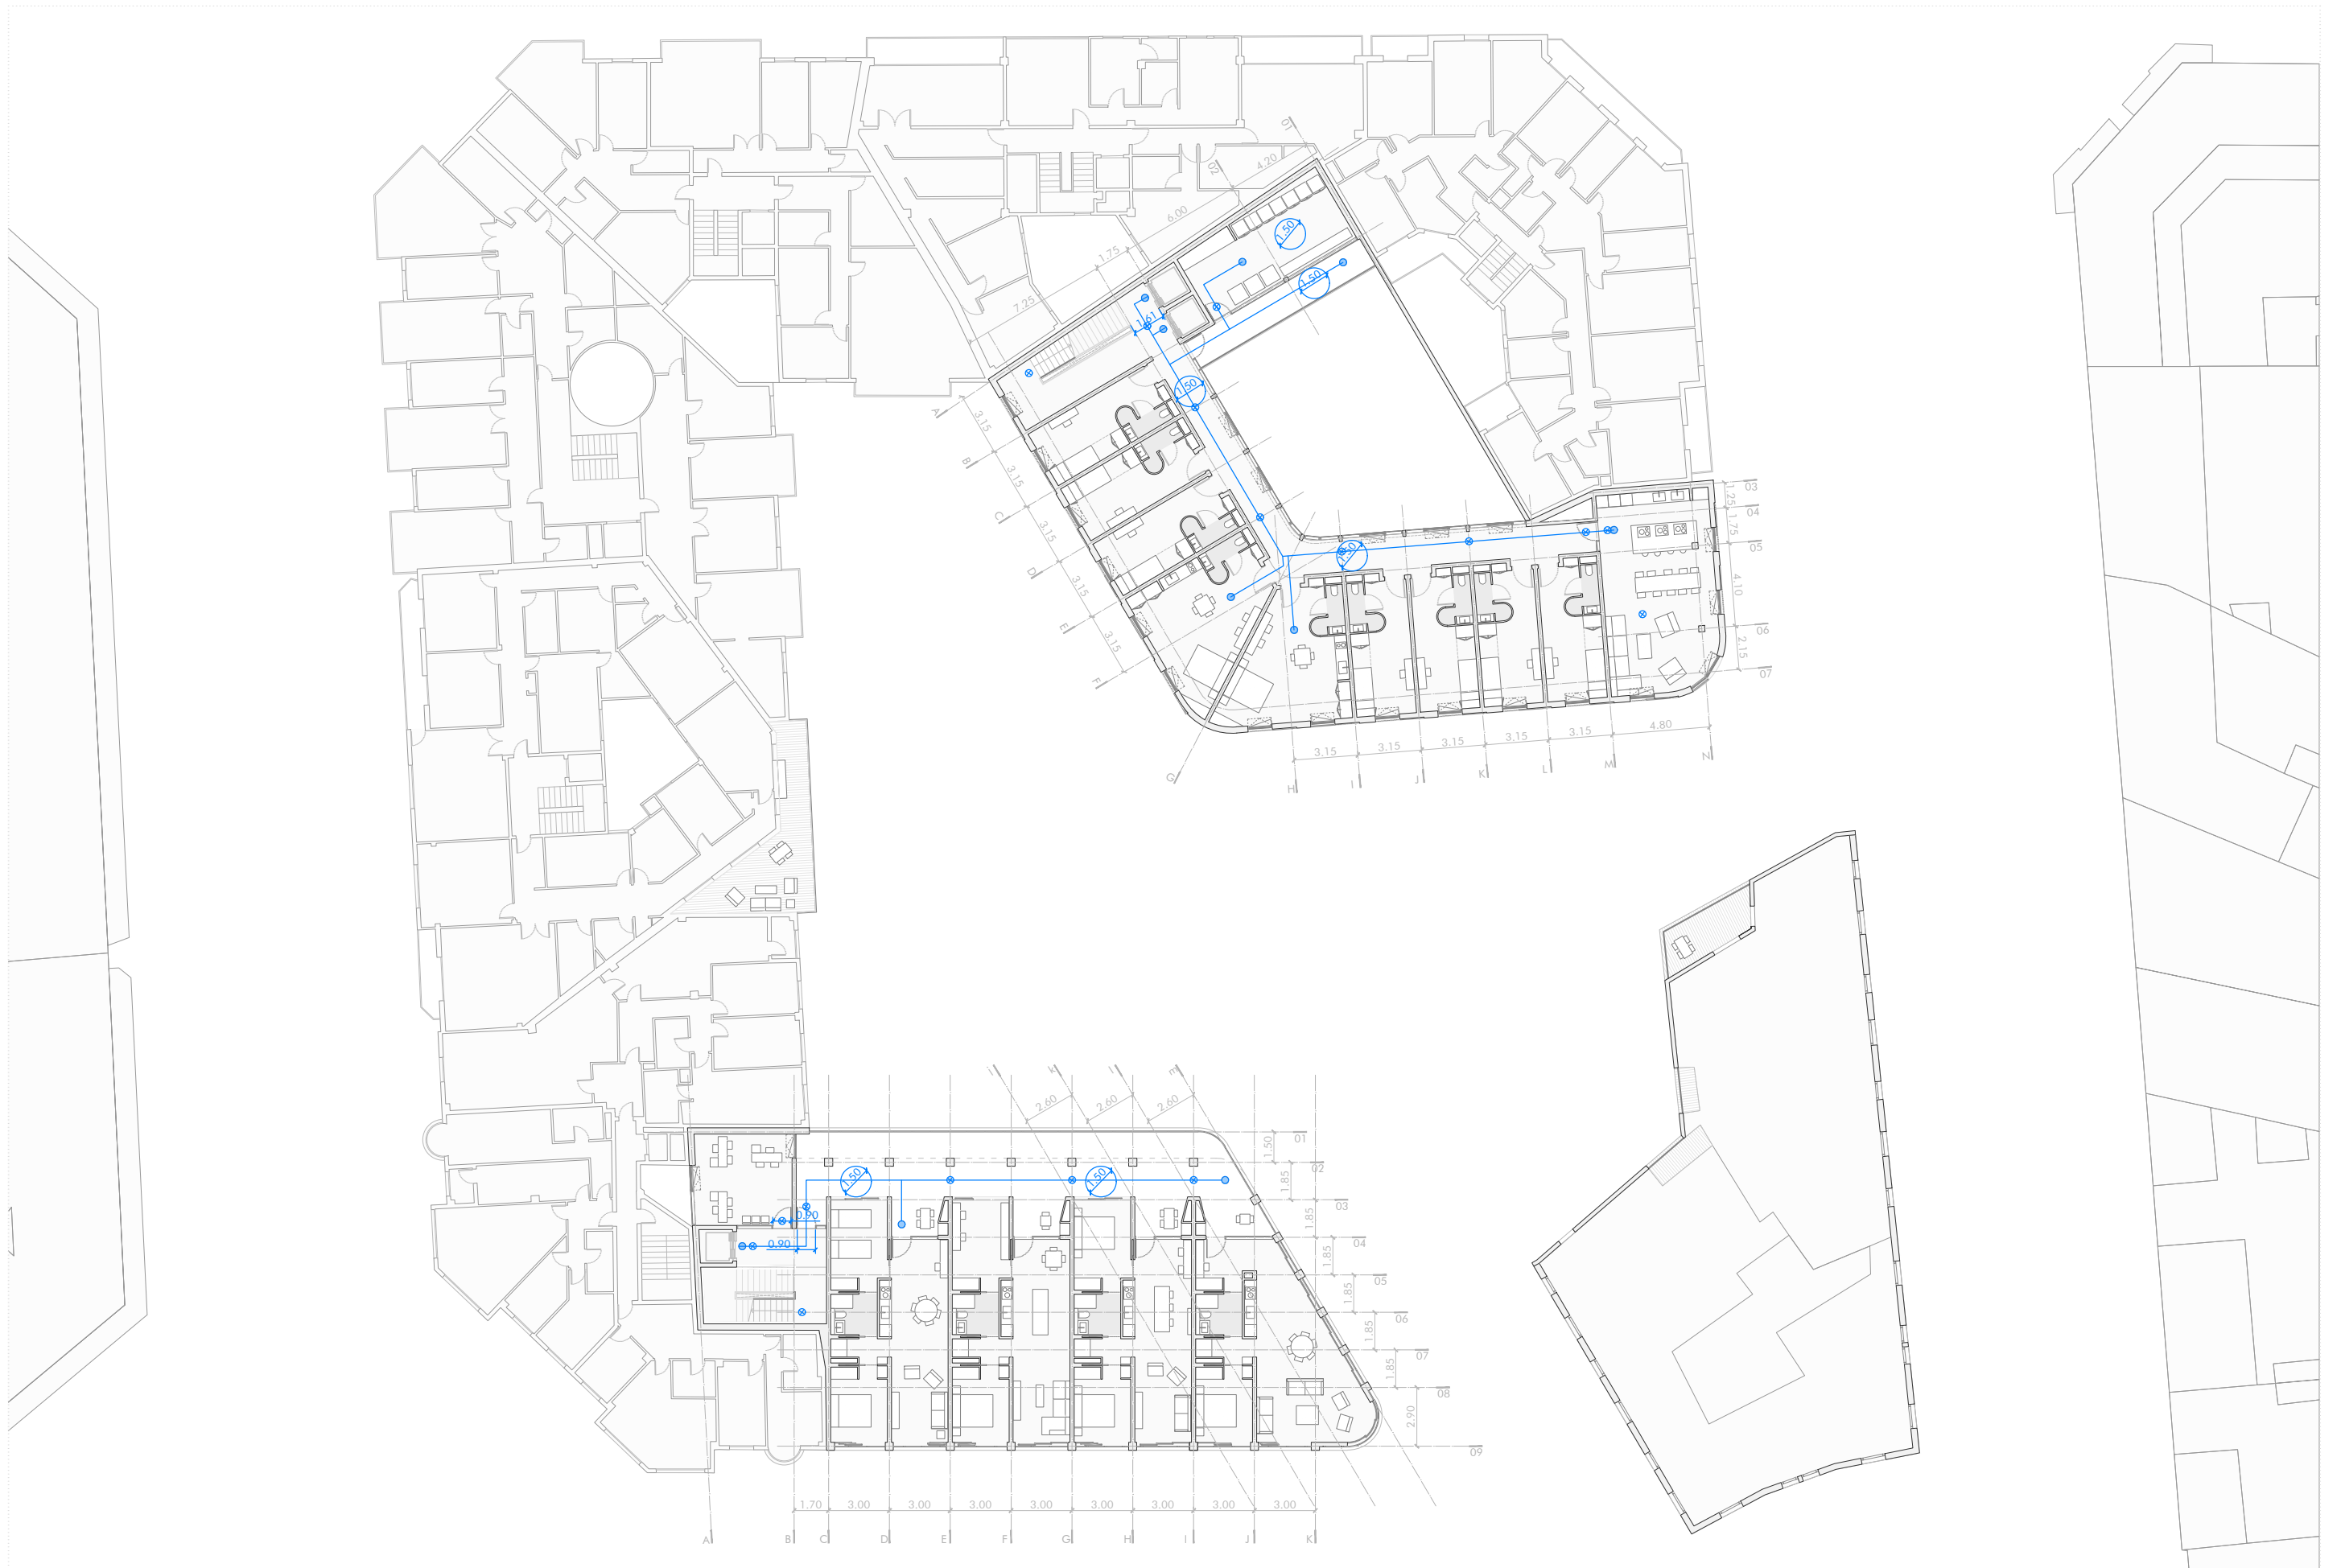 01
02
4.20
6.00
1.75
7.25
1.50
1.50
1.61
1.50
A
3.15
B
3.15
C
3.15
D
3.15
E
3.15
F
03
1.25
04
1.75
05
4.10
06
2.15
07
1.50
3.15
3.15
3.15
3.15
3.15
4.80
G
H
I
J
K
L
M
N
i
k
l
m
2.60
2.60
2.60
01
1.50
02
1.85
03
1.85
04
1.85
05
1.85
06
1.85
07
1.85
08
2.90
09
1.50
1.50
0.90
0.90
1.70
3.00
3.00
3.00
3.00
3.00
3.00
3.00
3.00
A
B
C
D
E
F
G
H
I
J
K